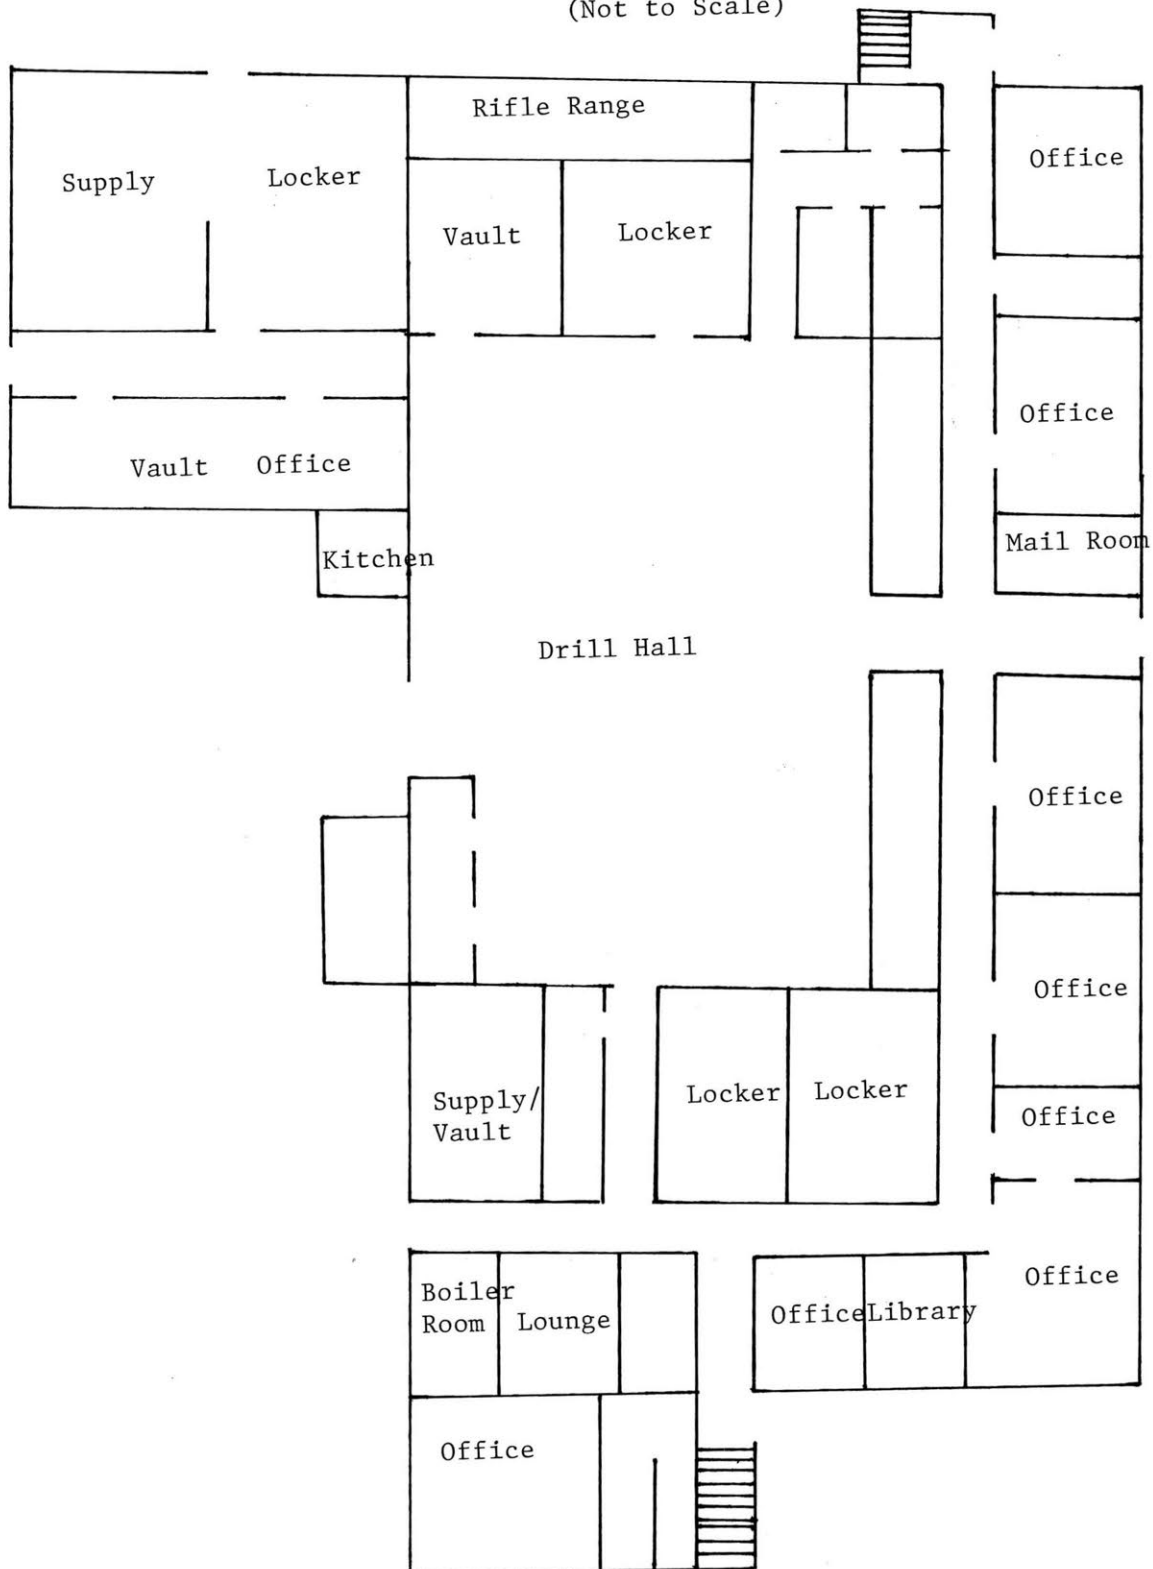 (Not to Scale)
Rifle Range
Office
Supply
Locker
Vault
Locker
Office
Vault
Office
Kitchen
Mail Room
Drill Hall
Office
Office
Supply/
Vault
Locker
Locker
Office
Boiler
Room
Lounge
Office
Library
Office
Office